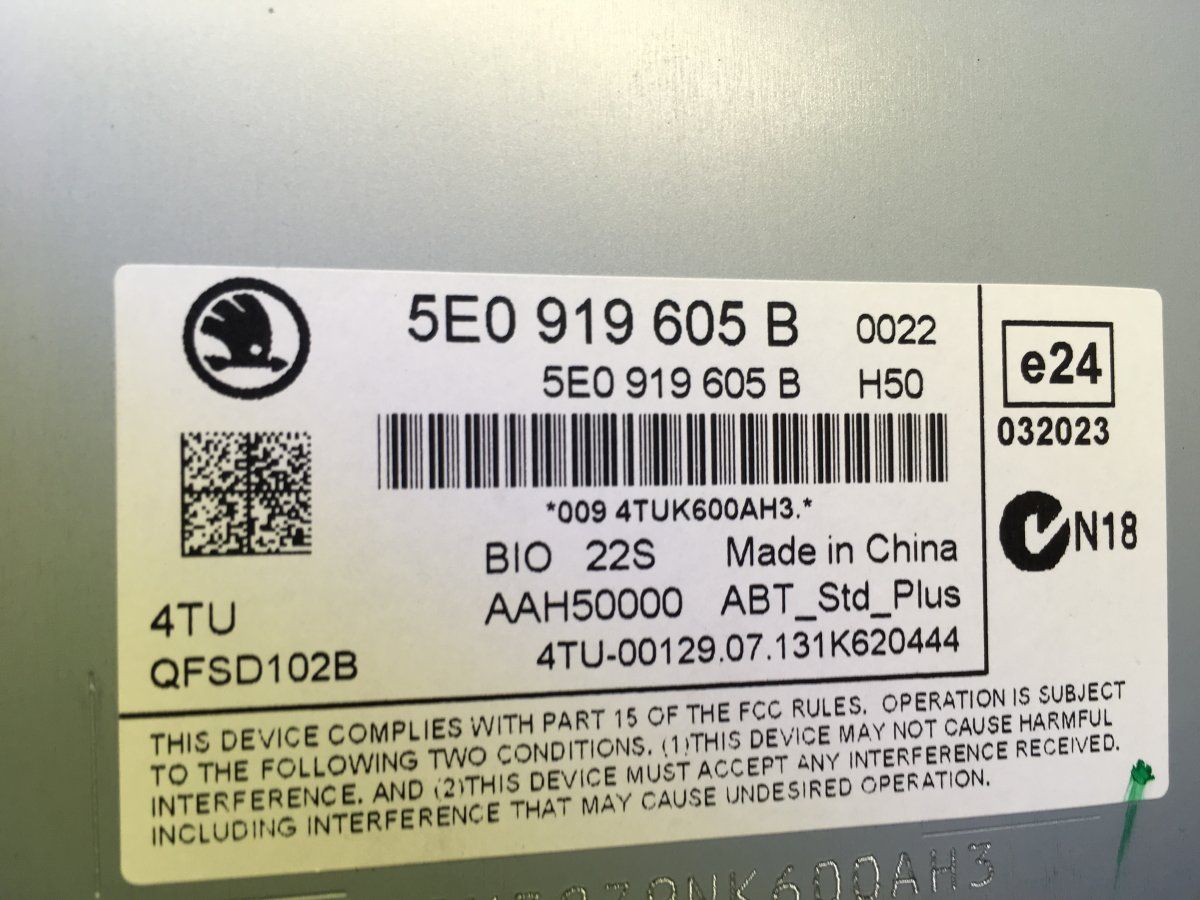 5E0 919 605 B 0022
5E0 919 605 B H50
*009 4TUK600AH3.*
BIO 22S Made in China
AAH50000 ABT_Std_Plus
4TU-00129.07.131K620444
4TU
QFSD102B
e24
032023
N18
THIS DEVICE COMPLIES WITH PART 15 OF THE FCC RULES. OPERATION IS SUBJECT
TO THE FOLLOWING TWO CONDITIONS. (1)THIS DEVICE MAY NOT CAUSE HARMFUL
INTERFERENCE. AND (2)THIS DEVICE MUST ACCEPT ANY INTERFERENCE RECEIVED.
INCLUDING INTERFERENCE THAT MAY CAUSE UNDESIRED OPERATION.